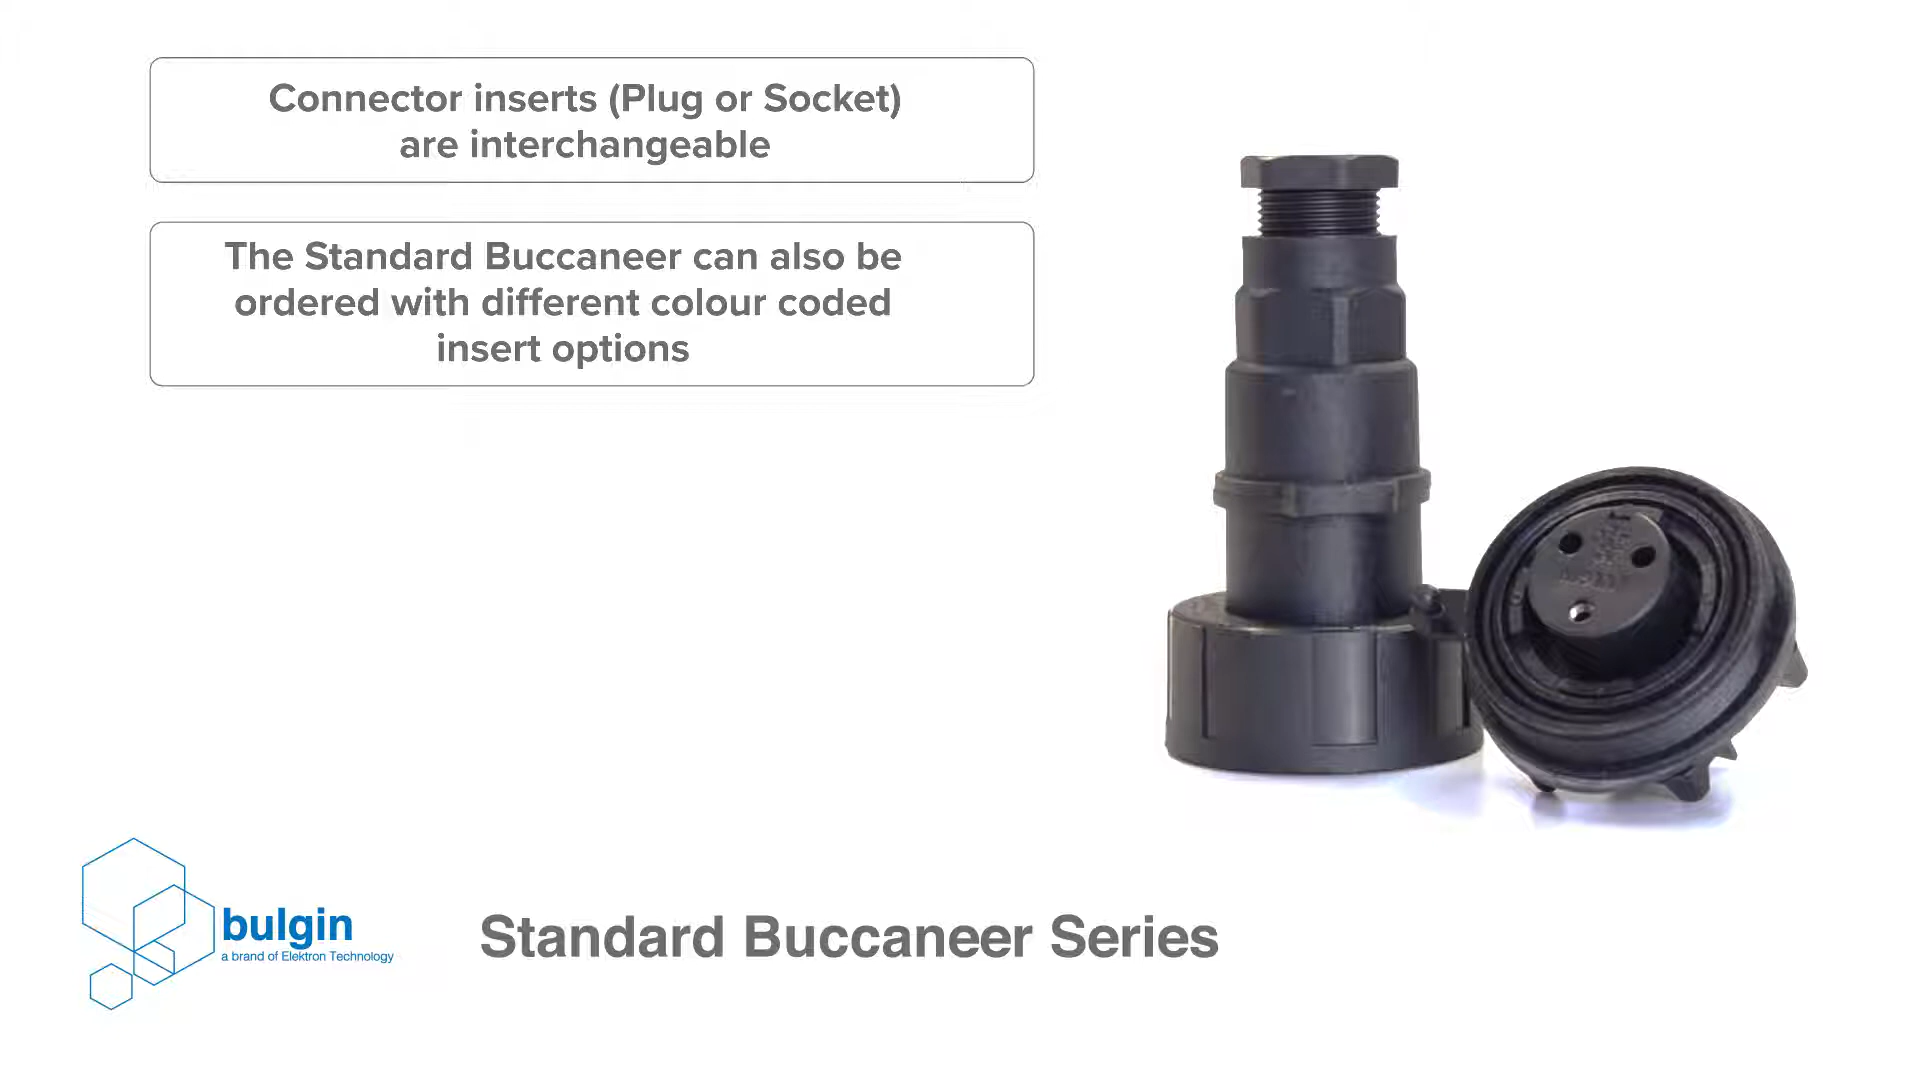 Connector inserts (Plug or Socket)
are interchangeable
The Standard Buccaneer can also be
ordered with different colour coded
insert options
bulgin
a brand of Elektron Technology
Standard Buccaneer Series